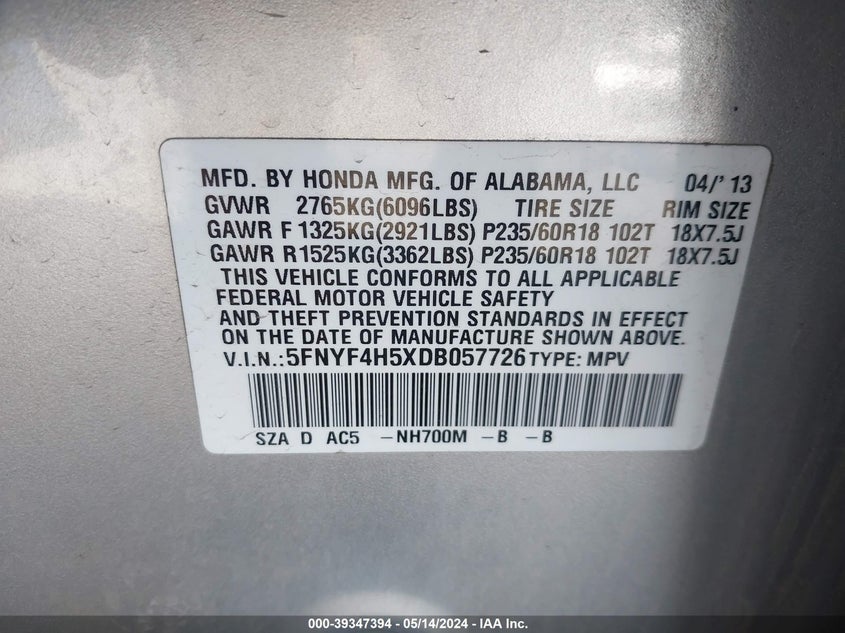 MFD. BY HONDA MFG. OF ALABAMA, LLC 04/'13
GVWR 2765KG(6096LBS) TIRE SIZE RIM SIZE
GAWR F 1325KG(2921LBS) P235/60R18 102T 18X7.5J
GAWR R 1525KG(3362LBS) P235/60R18 102T 18X7.5J
THIS VEHICLE CONFORMS TO ALL APPLICABLE
FEDERAL MOTOR VEHICLE SAFETY
AND THEFT PREVENTION STANDARDS IN EFFECT
ON THE DATE OF MANUFACTURE SHOWN ABOVE.
V.I.N.:5FNYF4H5XDB057726 TYPE: MPV
SZA D AC5 -NH700M -B -B
000-39347394 - 05/14/2024 - IAA Inc.